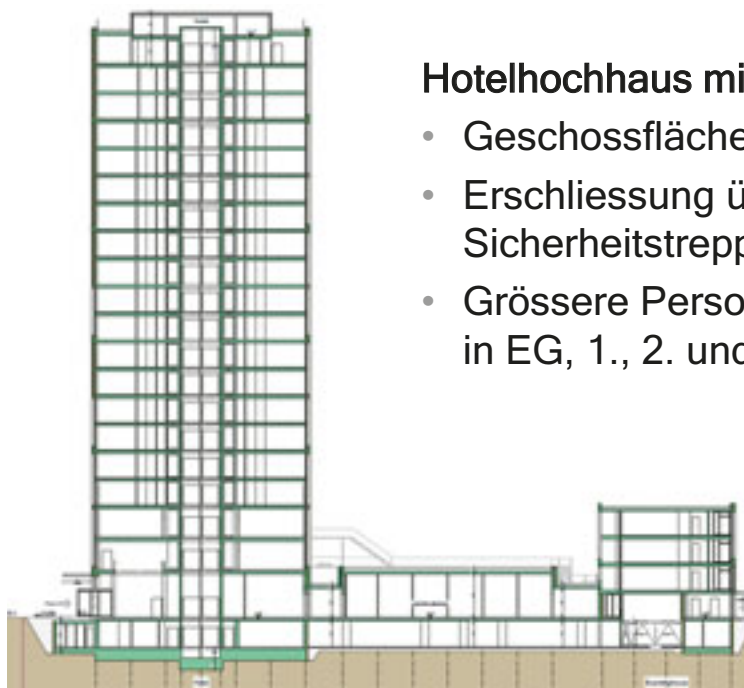 Hotelhochhaus mi
• Geschossfläche
• Erschliessung ü
Sicherheitstrepp
• Grössere Perso
in EG, 1., 2. und